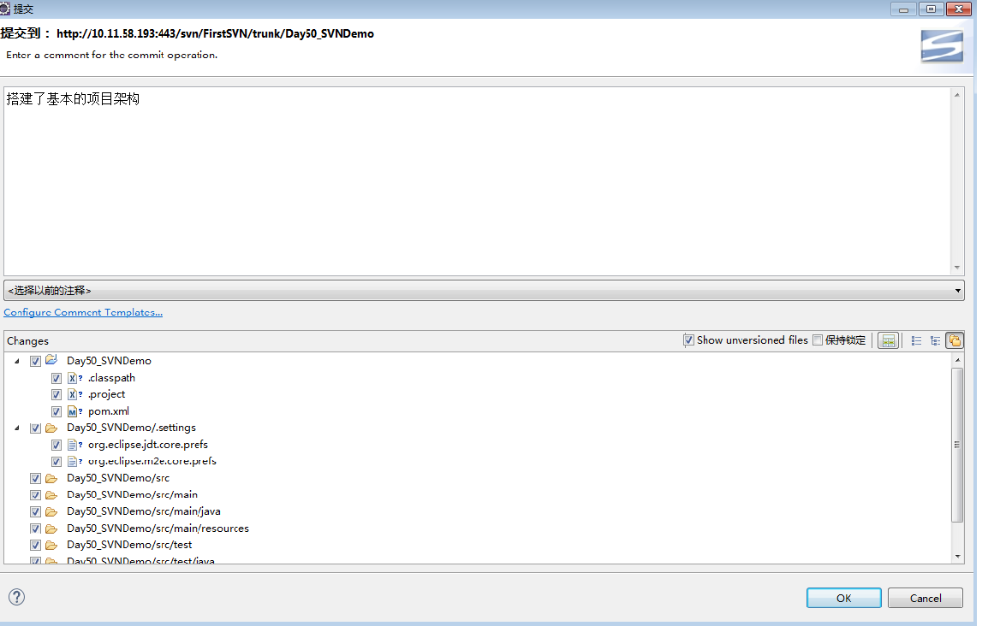 提交
提交到： http://10.11.58.193:443/svn/FirstSVN/trunk/Day50_SVNDemo
Enter a comment for the commit operation.
搭建了基本的项目架构
<选择以前的注释>
Configure Comment Templates...
Changes Show unversioned files 保持锁定
Day50_SVNDemo
.classpath
.project
pom.xml
Day50_SVNDemo/.settings
org.eclipse.jdt.core.prefs
org.eclipse.m2e.core.prefs
Day50_SVNDemo/src
Day50_SVNDemo/src/main
Day50_SVNDemo/src/main/java
Day50_SVNDemo/src/main/resources
Day50_SVNDemo/src/test
Day50_SVNDemo/src/test/java
OK Cancel